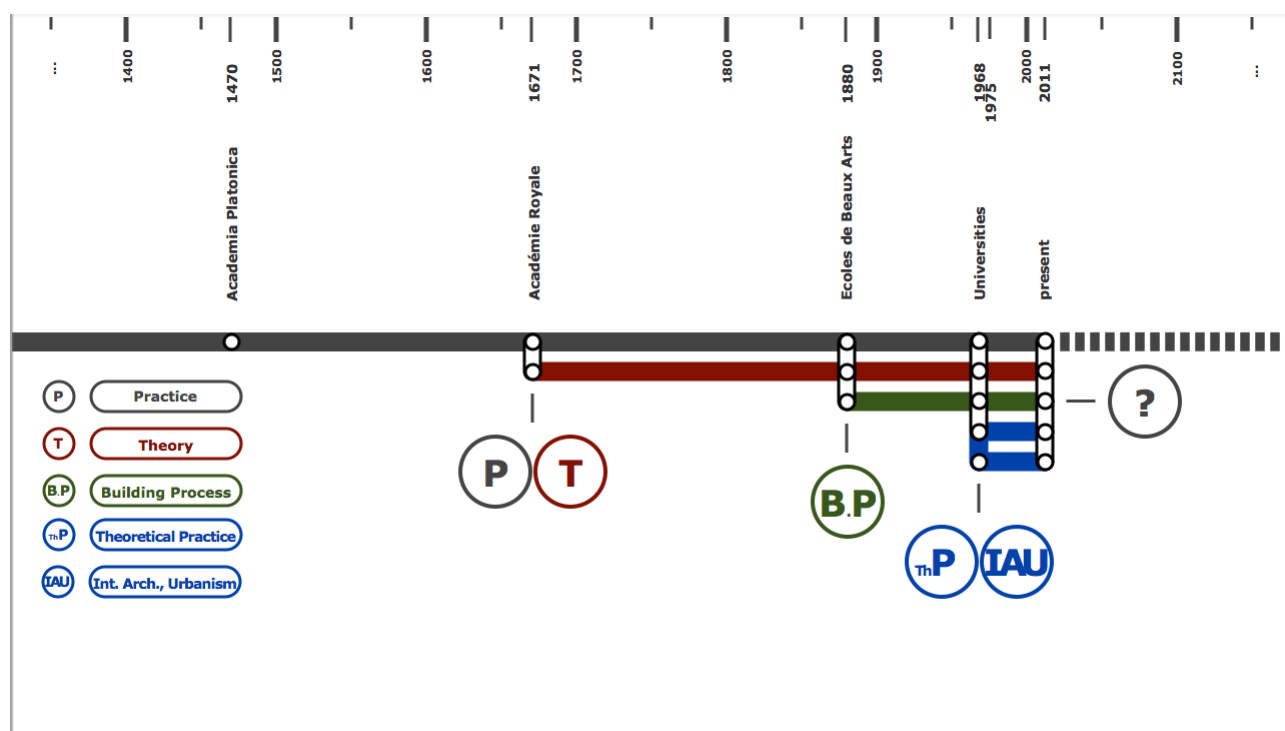 ...
1400
1470
1500
1600
1671
1700
1800
1880
1900
1968
1975
2000
2011
2100
...
Academia Platonica
Académie Royale
Ecoles de Beaux Arts
Universities
present
P Practice
T Theory
B.P Building Process
ThP Theoretical Practice
IAU Int. Arch., Urbanism
P T
B.P
ThP IAU
?